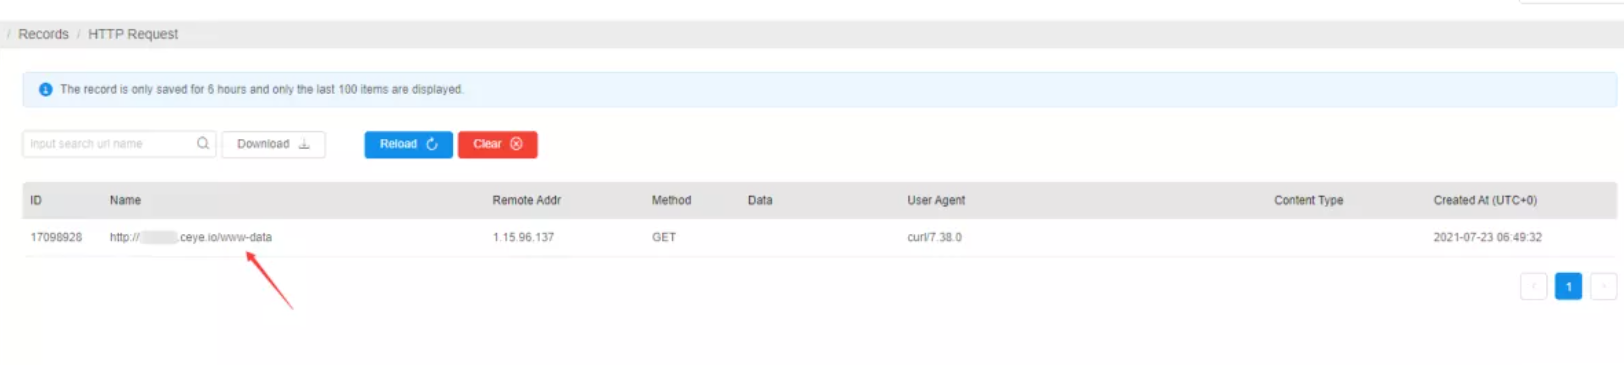 / Records / HTTP Request
The record is only saved for 6 hours and only the last 100 items are displayed.
Input search url name Download Reload Clear
ID Name Remote Addr Method Data User Agent Content Type Created At (UTC+0)
17098928 http:// .ceye.io/www-data 1.15.96.137 GET curl/7.38.0 2021-07-23 06:49:32
1